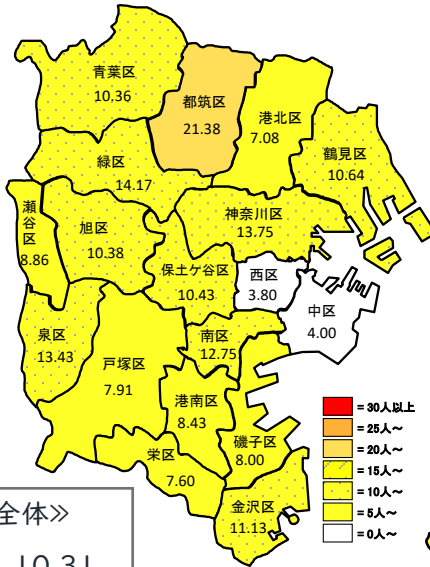 青葉区
10.36
都筑区
21.38
港北区
7.08
鶴見区
10.64
緑区
14.17
神奈川区
13.75
瀬谷区
8.86
旭区
10.38
保土ケ谷区
10.43
西区
3.80
中区
4.00
泉区
13.43
戸塚区
7.91
南区
12.75
港南区
8.43
磯子区
8.00
栄区
7.60
金沢区
11.13
= 30人以上
= 25人～
= 20人～
= 15人～
= 10人～
= 5人～
= 0人～
全体≫
10.31